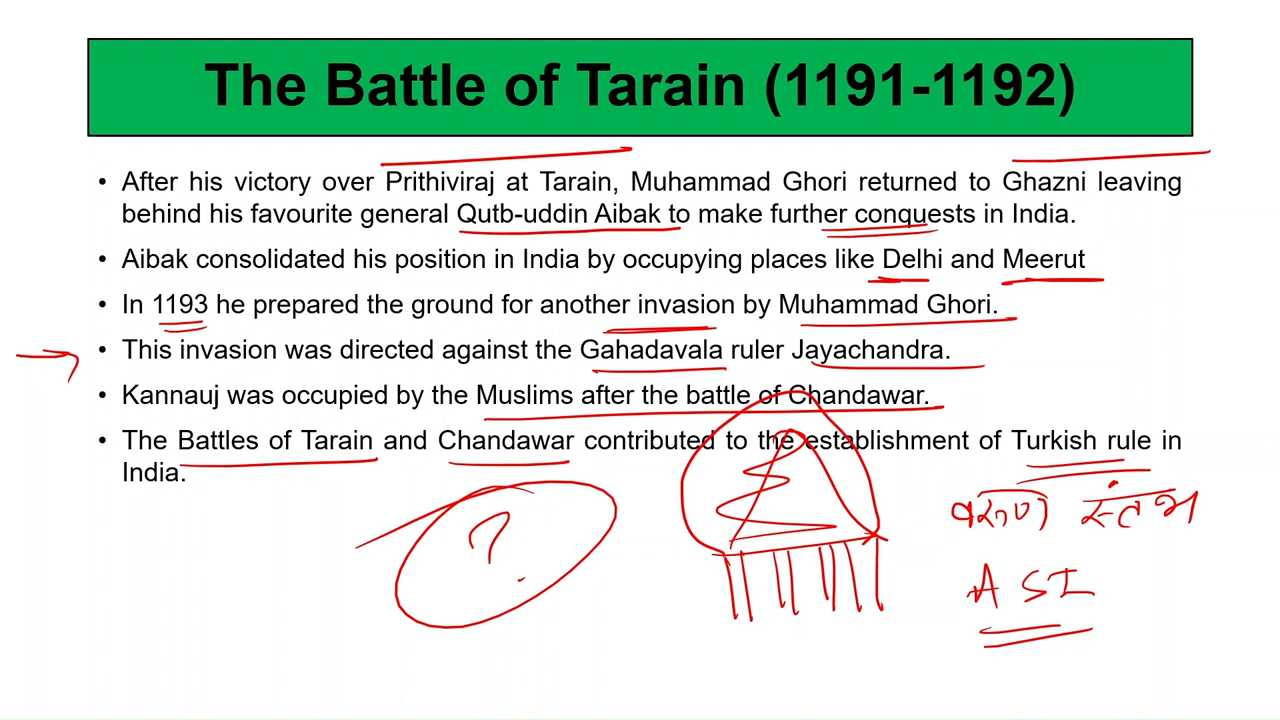 The Battle of Tarain (1191-1192)
• After his victory over Prithiviraj at Tarain, Muhammad Ghori returned to Ghazni leaving
behind his favourite general Qutb-uddin Aibak to make further conquests in India.
• Aibak consolidated his position in India by occupying places like Delhi and Meerut
• In 1193 he prepared the ground for another invasion by Muhammad Ghori.
• This invasion was directed against the Gahadavala ruler Jayachandra.
• Kannauj was occupied by the Muslims after the battle of Chandawar.
• The Battles of Tarain and Chandawar contributed to the establishment of Turkish rule in
India.
?
स्तंभ
ASI